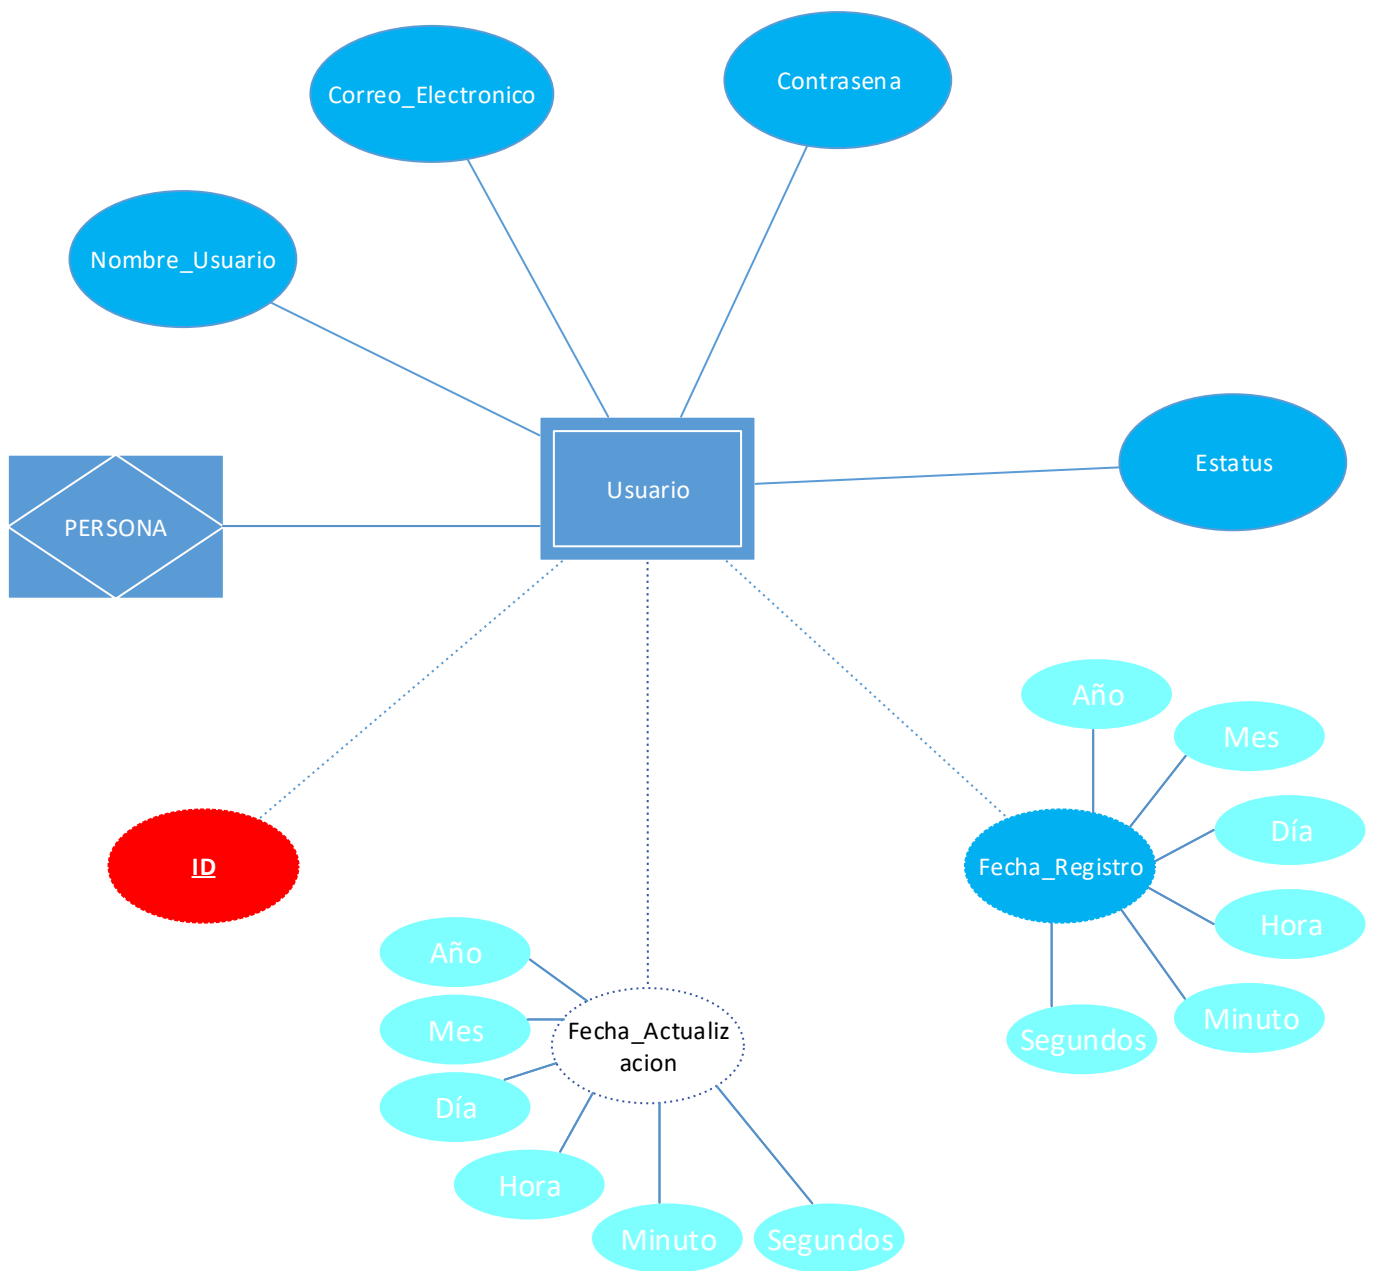 Contrasena
Correo_Electronico
Nombre_Usuario
Estatus
Usuario
PERSONA
Año
Mes
Día
ID
Fecha_Registro
Hora
Minuto
Segundos
Año
Mes
Fecha_Actualiz
acion
Día
Hora
Minuto
Segundos